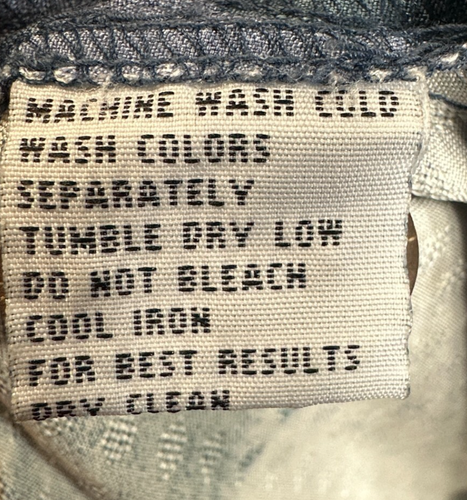 MACHINE WASH COLD
WASH COLORS
SEPARATELY
TUMBLE DRY LOW
DO NOT BLEACH
COOL IRON
FOR BEST RESULTS
DRY CLEAN